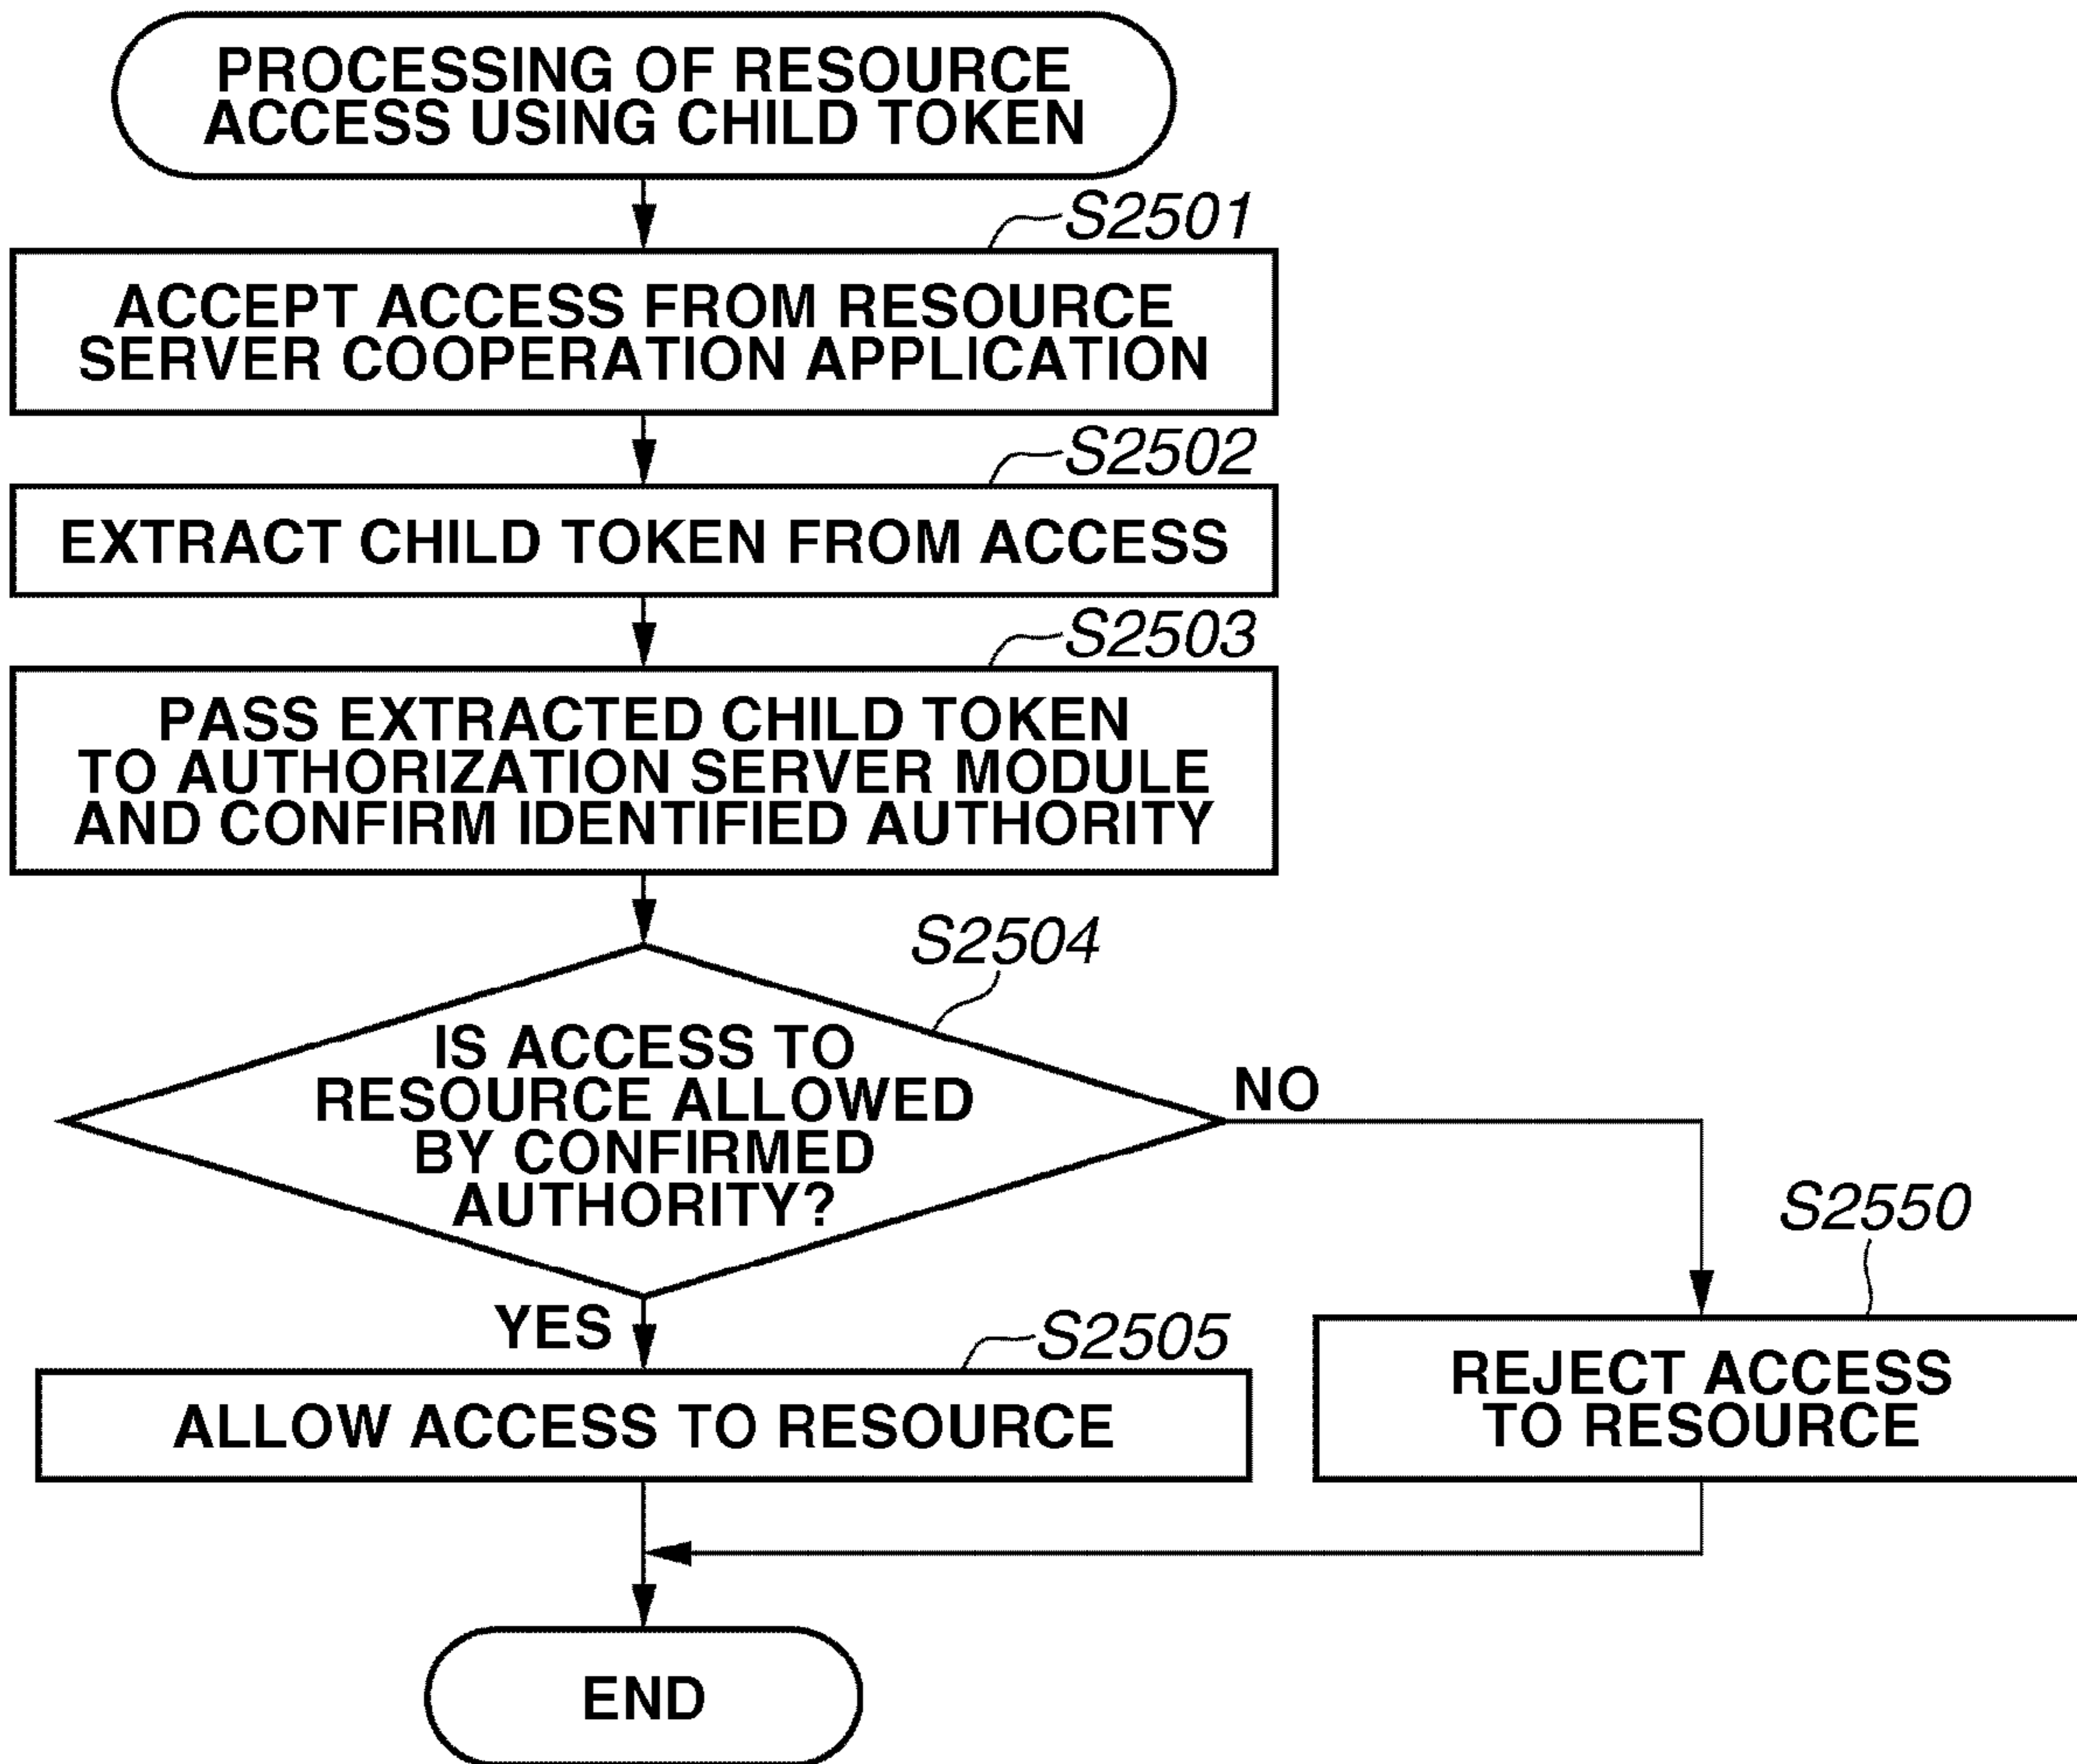 PROCESSING OF RESOURCE
ACCESS USING CHILD TOKEN
S2501
ACCEPT ACCESS FROM RESOURCE
SERVER COOPERATION APPLICATION
S2502
EXTRACT CHILD TOKEN FROM ACCESS
S2503
PASS EXTRACTED CHILD TOKEN
TO AUTHORIZATION SERVER MODULE
AND CONFIRM IDENTIFIED AUTHORITY
S2504
IS ACCESS TO
RESOURCE ALLOWED
BY CONFIRMED
AUTHORITY?
NO
YES
S2505
ALLOW ACCESS TO RESOURCE
S2550
REJECT ACCESS
TO RESOURCE
END